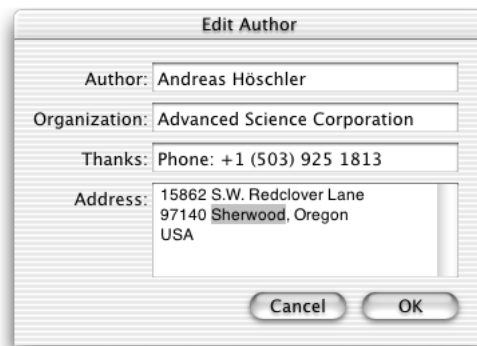 Edit Author
Author: Andreas Höschler
Organization: Advanced Science Corporation
Thanks: Phone: +1 (503) 925 1813
Address: 15862 S.W. Redclover Lane
97140 Sherwood, Oregon
USA
Cancel OK